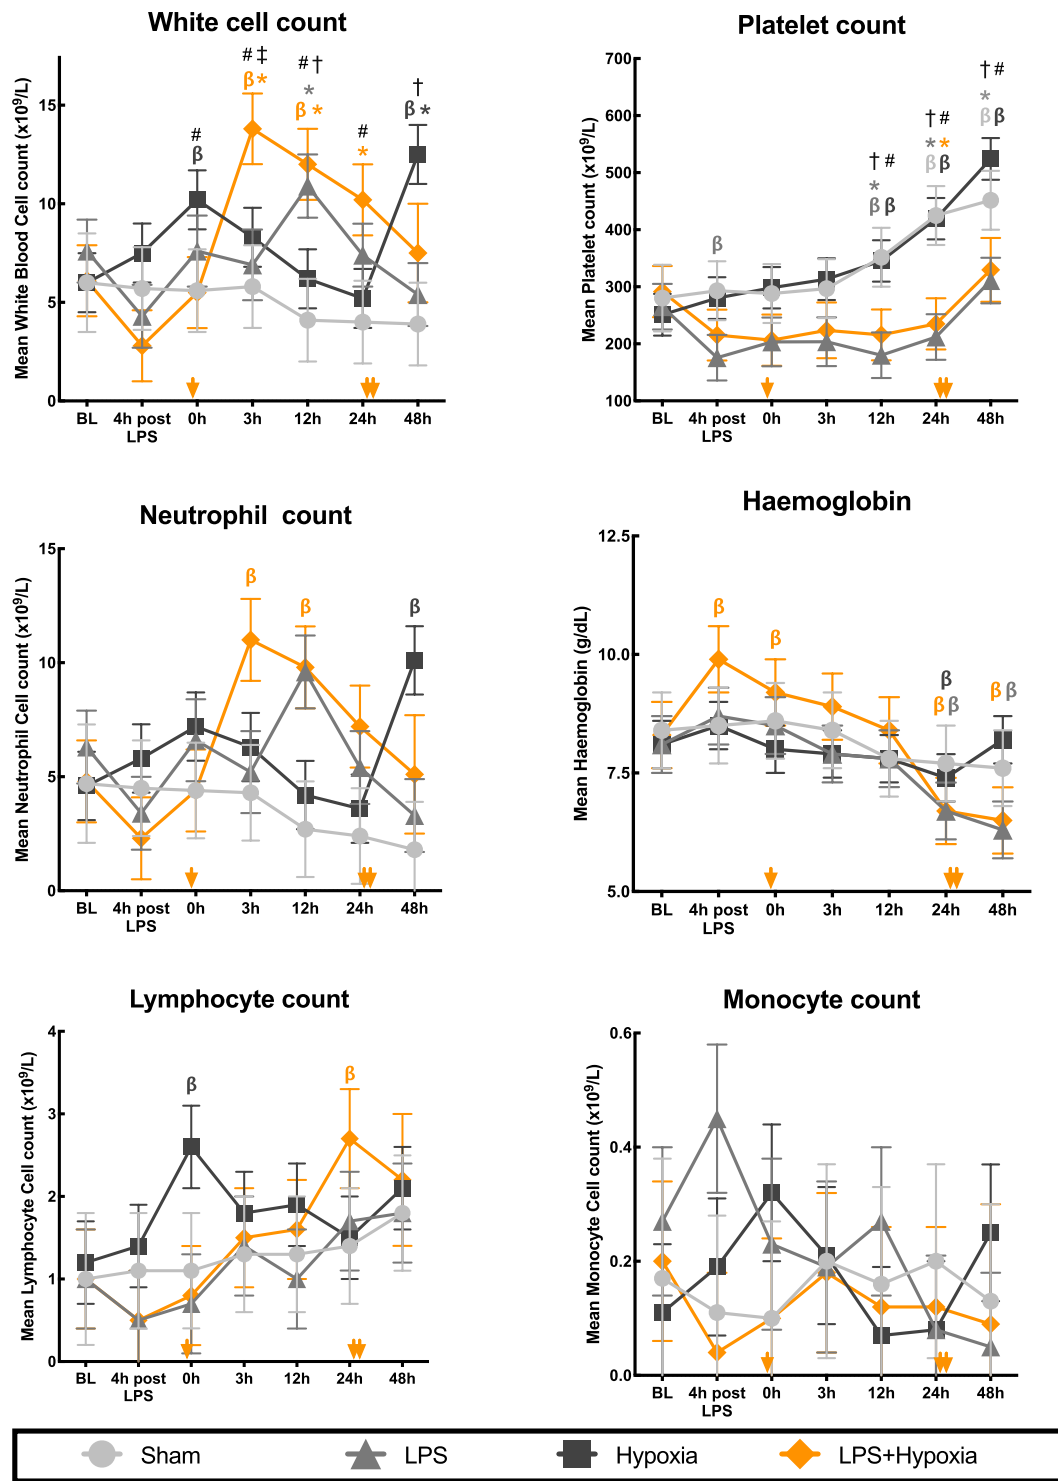 White cell count
Mean White Blood Cell count (x10⁹/L)
15
10
5
0
# β
# ‡
β *
# †
*
β *
#
*
†
β *
BL 4h post LPS 0h 3h 12h 24h 48h
Platelet count
Mean Platelet count (x10⁹/L)
700
600
500
400
300
200
100
β
† #
*
β β
† #
* *
β β
† #
*
β β
BL 4h post LPS 0h 3h 12h 24h 48h
Neutrophil count
Mean Neutrophil Cell count (x10⁹/L)
15
10
5
0
β β β
BL 4h post LPS 0h 3h 12h 24h 48h
Haemoglobin
Mean Haemoglobin (g/dL)
12.5
10.0
7.5
5.0
β
β
β
β β
β β
BL 4h post LPS 0h 3h 12h 24h 48h
Lymphocyte count
Mean Lymphocyte Cell count (x10⁹/L)
4
3
2
1
0
β β
BL 4h post LPS 0h 3h 12h 24h 48h
Monocyte count
Mean Monocyte Cell count (x10⁹/L)
0.6
0.4
0.2
0.0
BL 4h post LPS 0h 3h 12h 24h 48h
Sham LPS Hypoxia LPS+Hypoxia